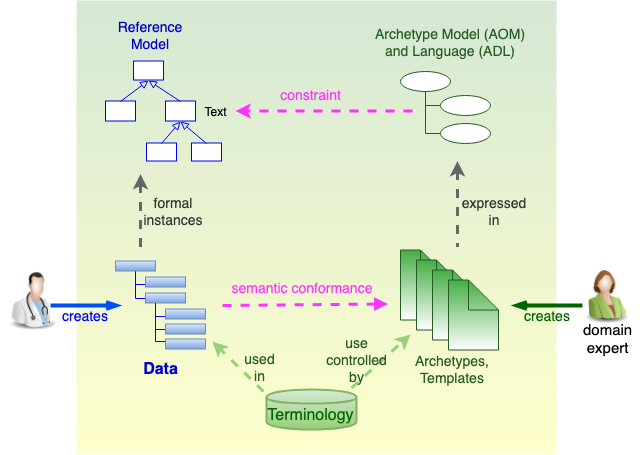 Reference
Model
Archetype Model (AOM)
and Language (ADL)
constraint
Text
formal
instances
expressed
in
creates
semantic conformance
creates
domain
expert
Data
used
in
use
controlled
by
Archetypes,
Templates
Terminology